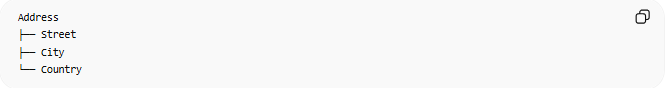 Address
├── Street
├── City
└── Country